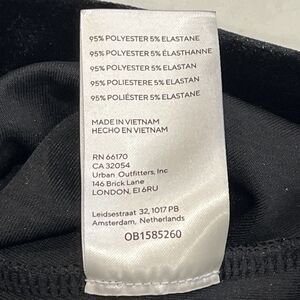 95% POLYESTER 5% ELASTANE
95% POLYESTER 5% ÉLASTHANNE
95% POLYESTER 5% ELASTAN
95% POLIESTERE 5% ELASTAN
95% POLIÉSTER 5% ELASTANE
MADE IN VIETNAM
HECHO EN VIETNAM
RN 66170
CA 32054
Urban Outfitters, Inc
146 Brick Lane
LONDON, E1 6RU
Leidsestraat 32, 1017 PB
Amsterdam, Netherlands
OB1585260